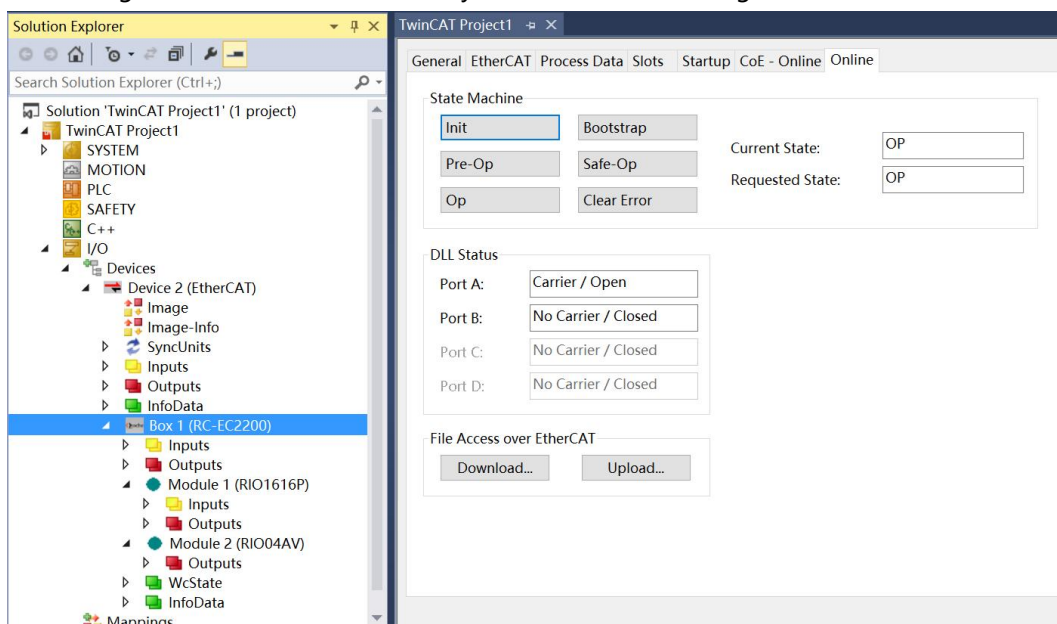 Solution Explorer
Search Solution Explorer (Ctrl+;)
Solution 'TwinCAT Project1' (1 project)
TwinCAT Project1
SYSTEM
MOTION
PLC
SAFETY
C++
I/O
Devices
Device 2 (EtherCAT)
Image
Image-Info
SyncUnits
Inputs
Outputs
InfoData
Box 1 (RC-EC2200)
Inputs
Outputs
Module 1 (RIO1616P)
Inputs
Outputs
Module 2 (RIO04AV)
Outputs
WcState
InfoData
Mappings
TwinCAT Project1
General EtherCAT Process Data Slots Startup CoE - Online Online
State Machine
Init Bootstrap
Pre-Op Safe-Op
Op Clear Error
Current State: OP
Requested State: OP
DLL Status
Port A: Carrier / Open
Port B: No Carrier / Closed
Port C: No Carrier / Closed
Port D: No Carrier / Closed
File Access over EtherCAT
Download... Upload...